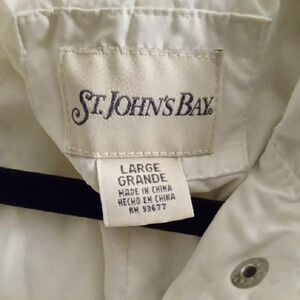 ST. JOHN'S BAY®
LARGE
GRANDE
MADE IN CHINA
HECHO EN CHINA
RN 93677